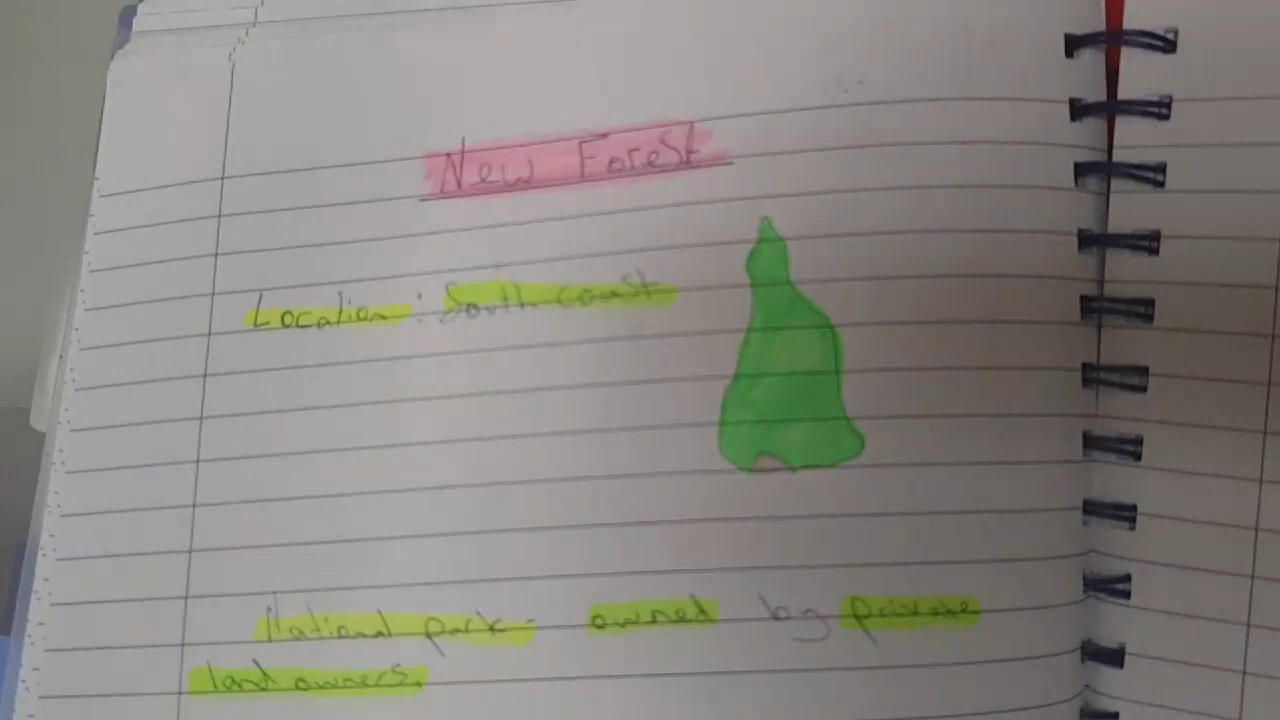 New Forest
Location: South coast
National park - owned by private
land owners.